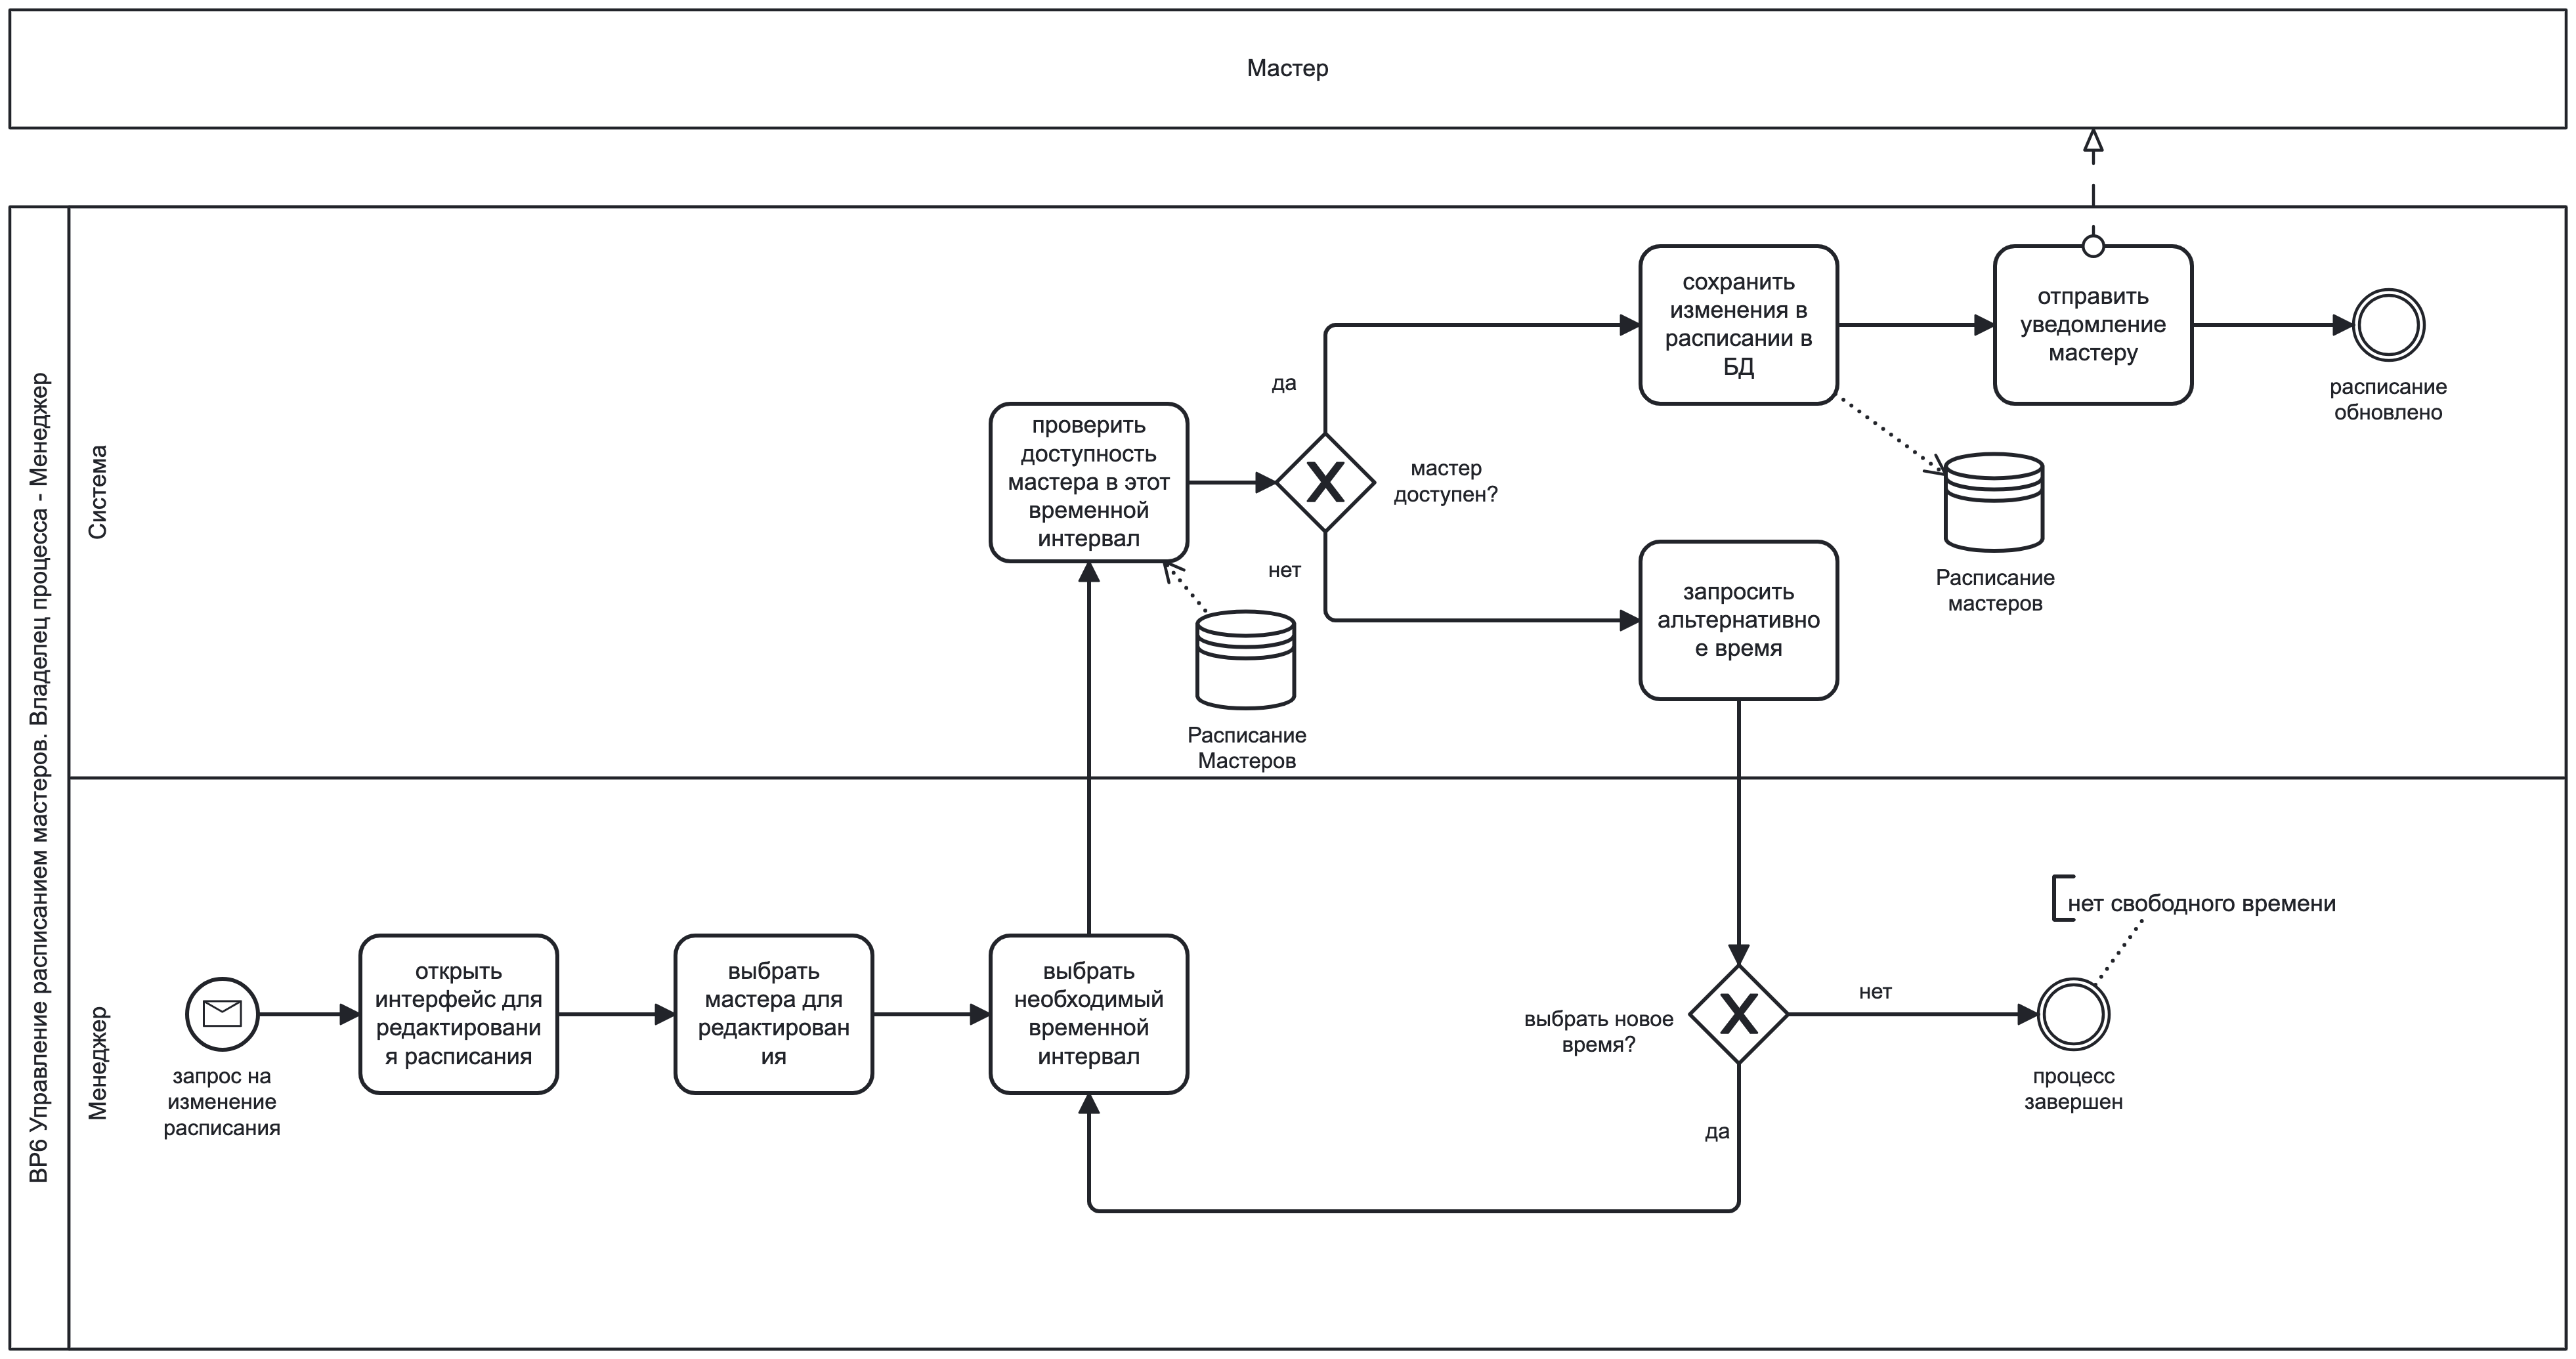 Мастер
BP6 Управление расписанием мастеров. Владелец процесса - Менеджер
Система
проверить
доступность
мастера в этот
временной
интервал
да
нет
мастер
доступен?
Расписание
Мастеров
сохранить
изменения в
расписании в
БД
отправить
уведомление
мастеру
расписание
обновлено
Расписание
мастеров
запросить
альтернативно
е время
Менеджер
запрос на
изменение
расписания
открыть
интерфейс для
редактировани
я расписания
выбрать
мастера для
редактирован
ия
выбрать
необходимый
временной
интервал
выбрать новое
время?
нет
да
нет свободного времени
процесс
завершен